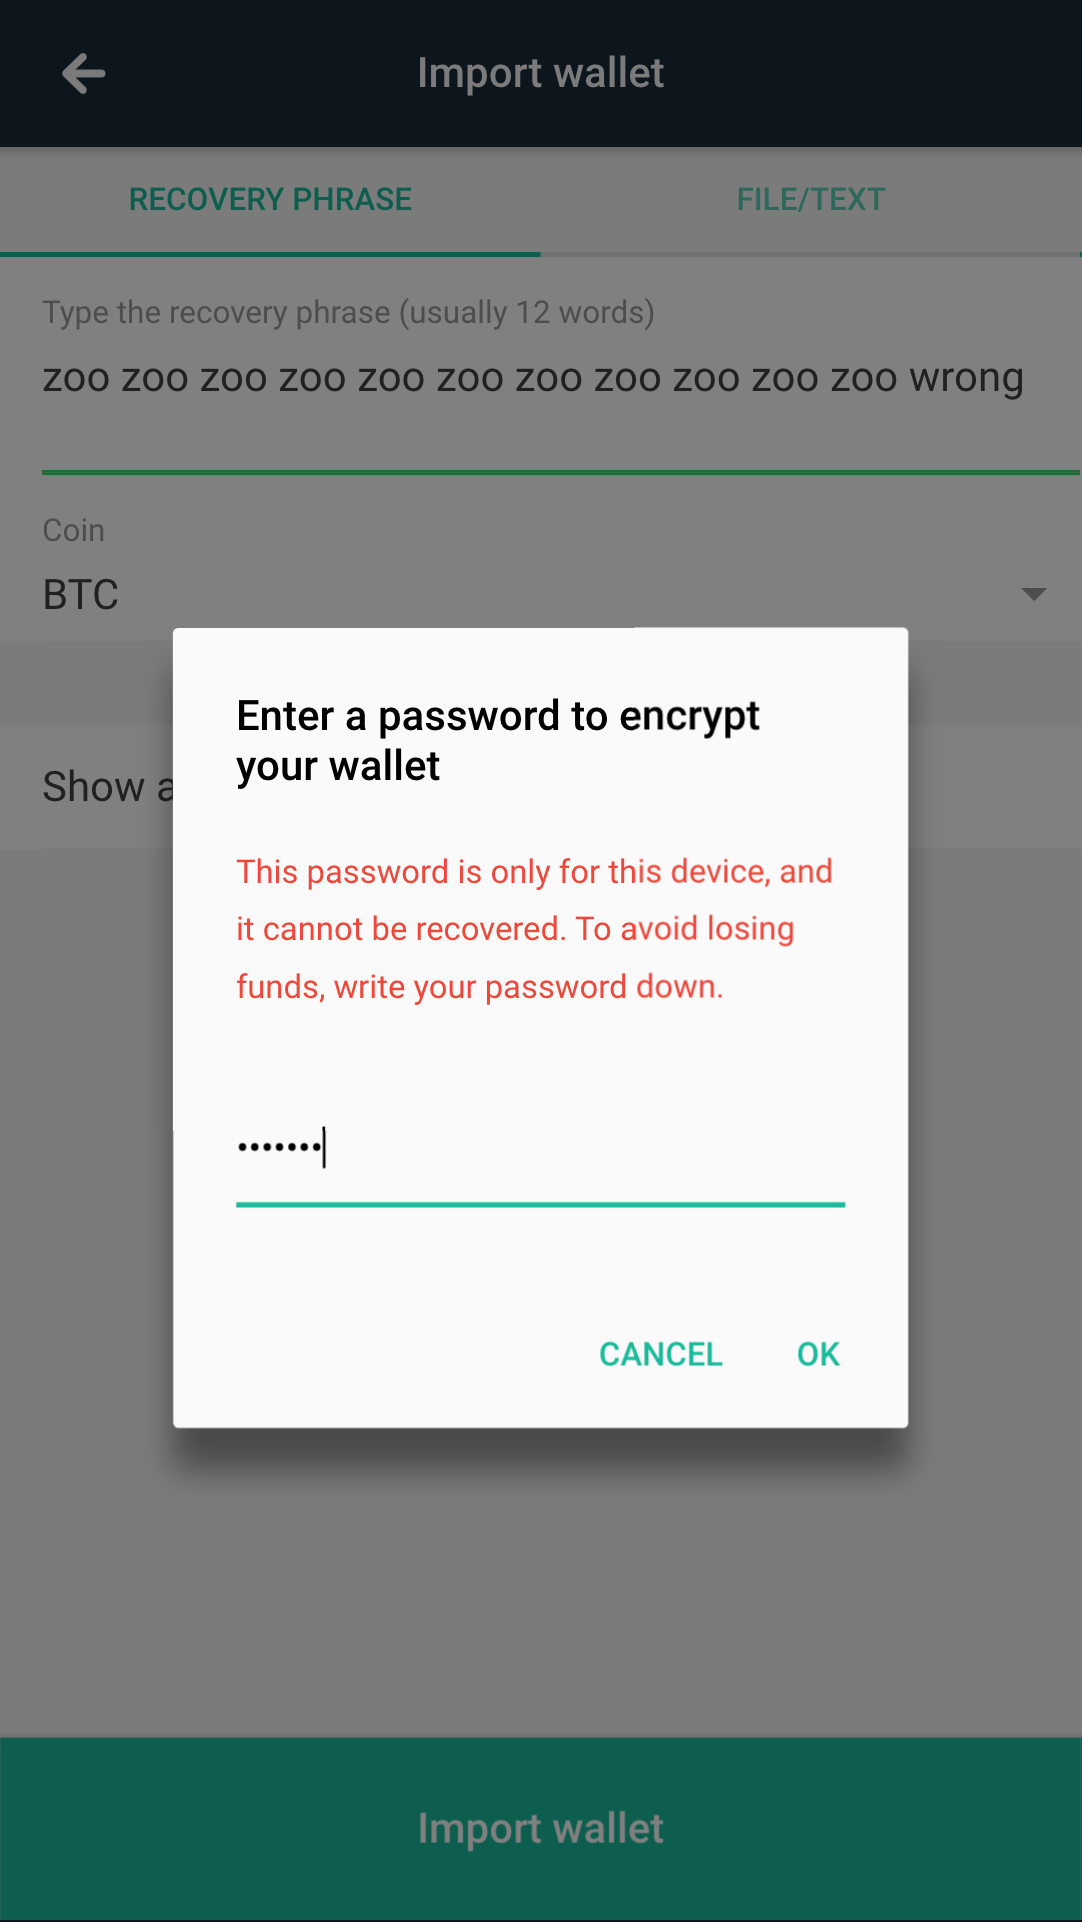 Import wallet
RECOVERY PHRASE
FILE/TEXT
Type the recovery phrase (usually 12 words)
zoo zoo zoo zoo zoo zoo zoo zoo zoo zoo zoo wrong
Coin
BTC
Show
Enter a password to encrypt
your wallet
This password is only for this device, and
it cannot be recovered. To avoid losing
funds, write your password down.
•••••••
CANCEL
OK
Import wallet